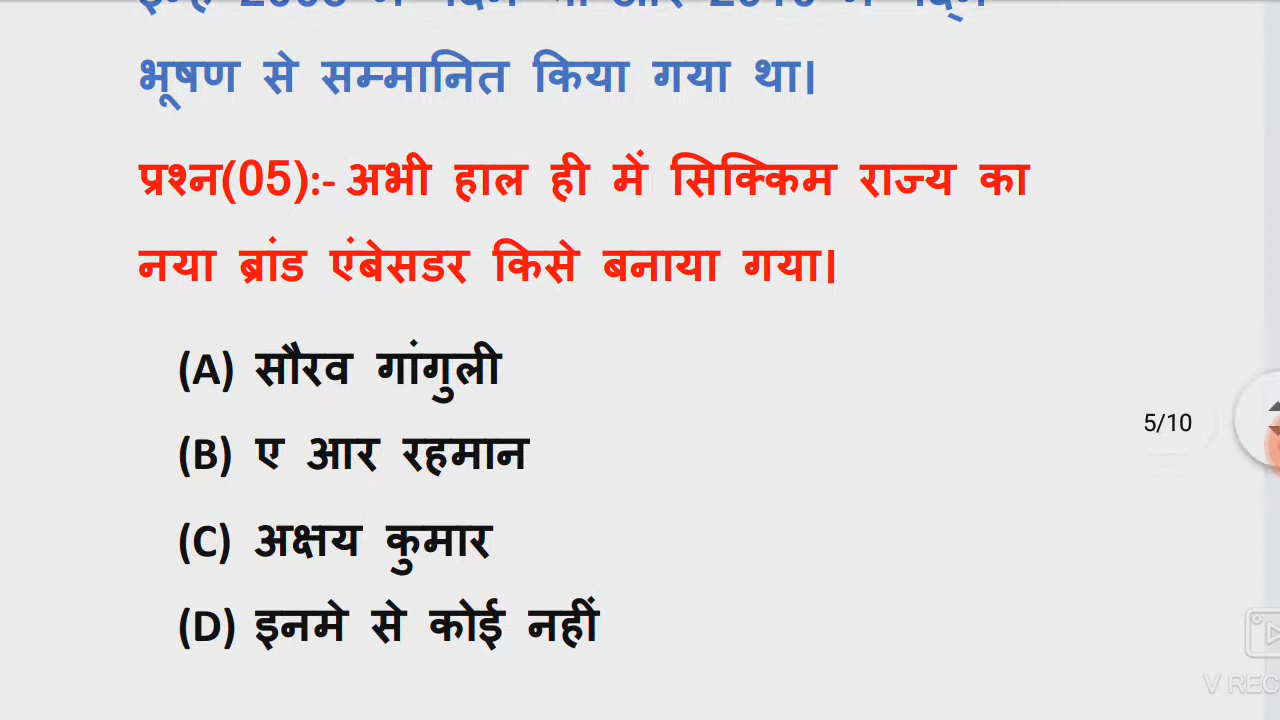 भूषण से सम्मानित किया गया था।
प्रश्न(05):- अभी हाल ही में सिक्किम राज्य का
नया ब्रांड एंबेसडर किसे बनाया गया।
(A) सौरव गांगुली
(B) ए आर रहमान
5/10
(C) अक्षय कुमार
(D) इनमे से कोई नहीं
V REC